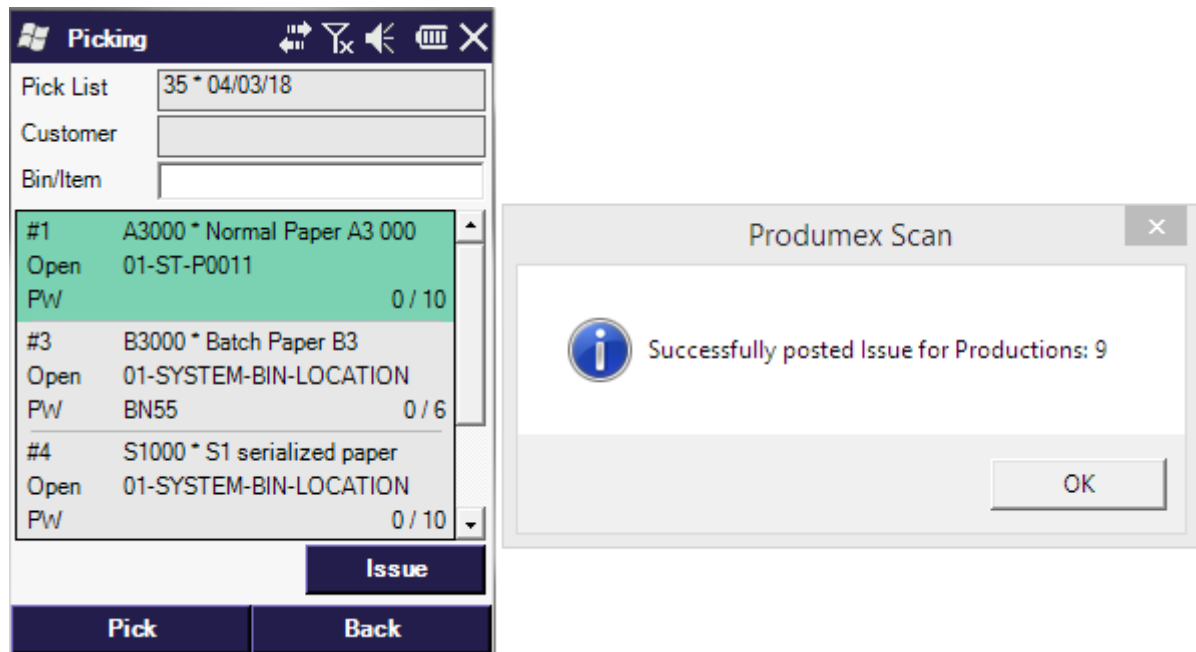 Picking
Pick List 35 * 04/03/18
Customer
Bin/Item
#1 A3000 * Normal Paper A3 000
Open 01-ST-P0011
PW 0 / 10
#3 B3000 * Batch Paper B3
Open 01-SYSTEM-BIN-LOCATION
PW BN55 0 / 6
#4 S1000 * S1 serialized paper
Open 01-SYSTEM-BIN-LOCATION
PW 0 / 10
Issue
Pick Back
Produmex Scan
Successfully posted Issue for Productions: 9
OK